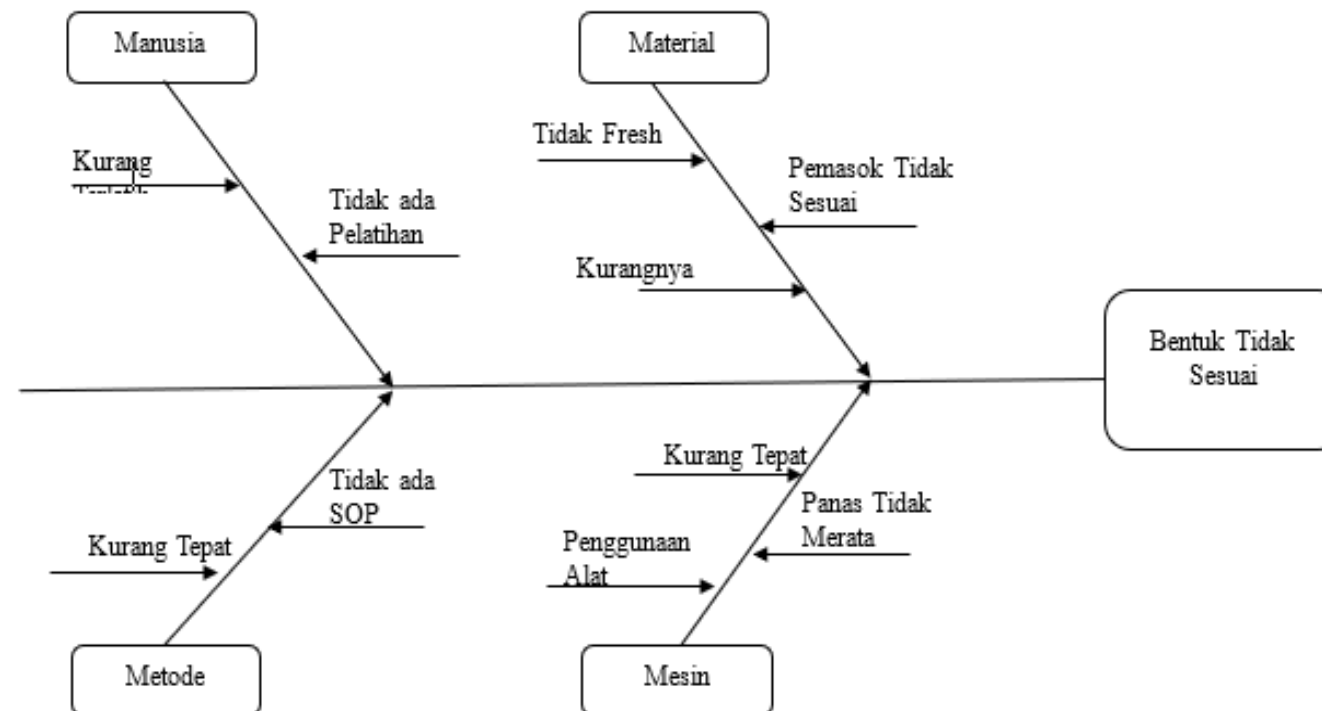 Manusia
Material
Kurang
Tidak ada
Pelatihan
Tidak Fresh
Pemasok Tidak
Sesuai
Kurangnya
Bentuk Tidak
Sesuai
Tidak ada
SOP
Kurang Tepat
Kurang Tepat
Panas Tidak
Merata
Penggunaan
Alat
Metode
Mesin